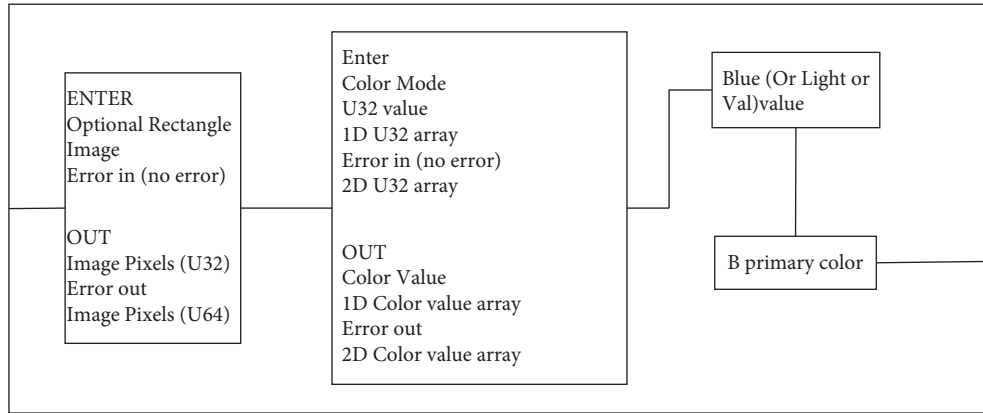 ENTER
Optional Rectangle
Image
Error in (no error)
OUT
Image Pixels (U32)
Error out
Image Pixels (U64)
Enter
Color Mode
U32 value
1D U32 array
Error in (no error)
2D U32 array
OUT
Color Value
1D Color value array
Error out
2D Color value array
Blue (Or Light or
Val)value
B primary color